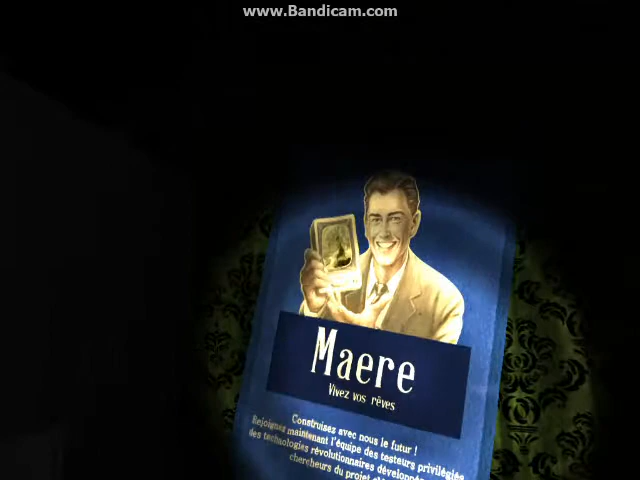 www.Bandicam.com
Maere
Vivez vos rêves
Construisez avec nous le futur !
Rejoignez maintenant l'équipe des testeurs privilégiés
des technologies révolutionnaires
chercheurs du projet